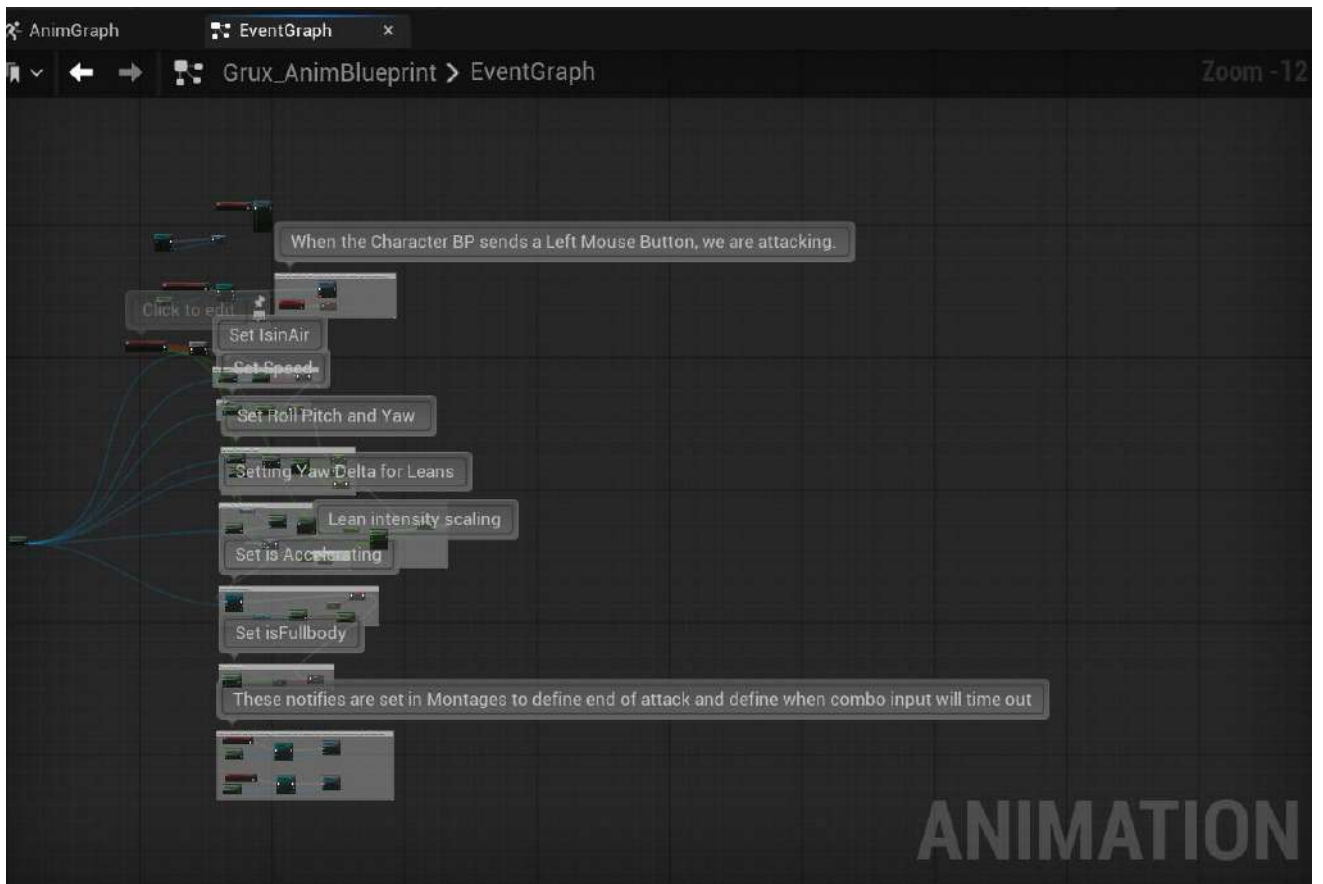 AnimGraph
EventGraph
Grux_AnimBlueprint > EventGraph
Zoom -12
When the Character BP sends a Left Mouse Button, we are attacking.
Click to edit
Set IsinAir
Set Speed
Set Roll Pitch and Yaw
Setting Yaw Delta for Leans
Lean intensity scaling
Set is Accelerating
Set isFullbody
These notifies are set in Montages to define end of attack and define when combo input will time out
ANIMATION